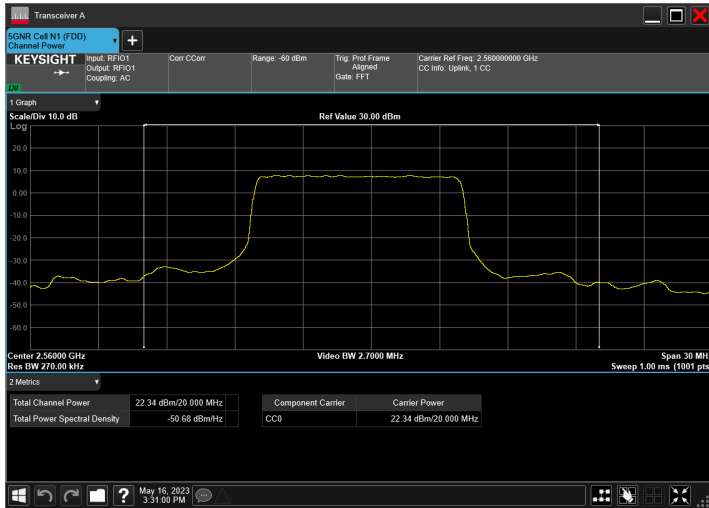 Transceiver A
5GNR Cell N1 (FDD)
Channel Power
KEYSIGHT
LXI
Input: RFIO1
Output: RFIO1
Coupling: AC
Corr CCorr
Range: -60 dBm
Trig: Prot Frame
Aligned
Gate: FFT
Carrier Ref Freq: 2.560000000 GHz
CC Info: Uplink, 1 CC
1 Graph
Scale/Div 10.0 dB
Ref Value 30.00 dBm
Log
20.0
10.0
0.00
-10.0
-20.0
-30.0
-40.0
-50.0
-60.0
Center 2.56000 GHz
Video BW 2.7000 MHz
Span 30 MH
Res BW 270.00 kHz
Sweep 1.00 ms (1001 pts
2 Metrics
Total Channel Power 22.34 dBm/20.000 MHz
Total Power Spectral Density -50.68 dBm/Hz
Component Carrier Carrier Power
CC0 22.34 dBm/20.000 MHz
May 16, 2023
3:31:00 PM